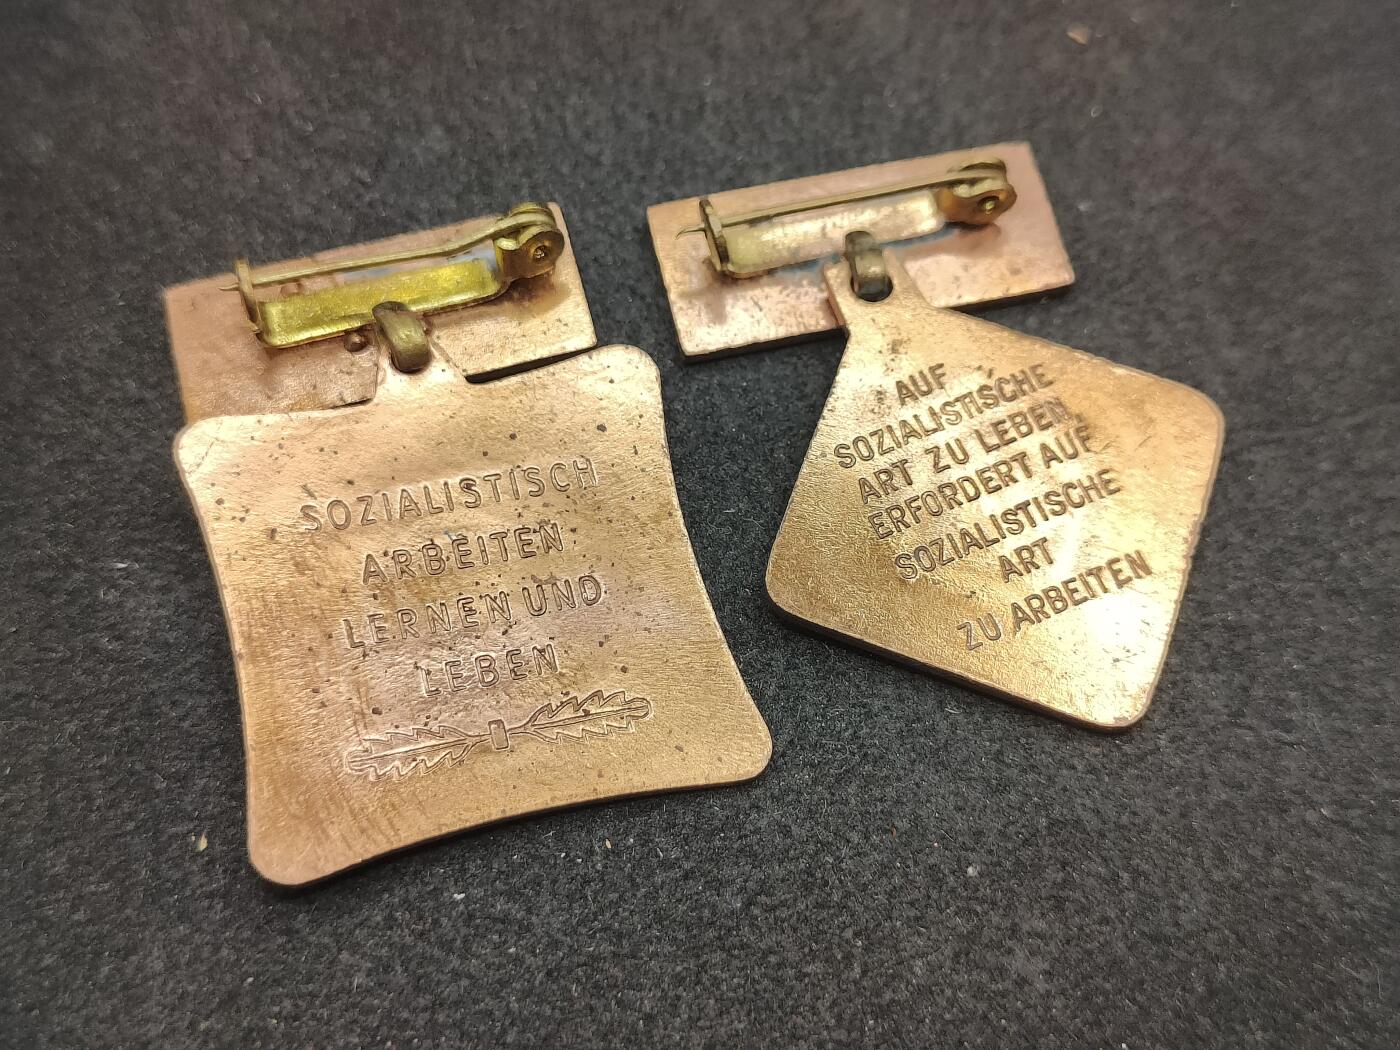 SOZIALISTISCH
ARBEITEN
LERNEN UND
LEBEN
AUF
SOZIALISTISCHE
ART ZU LEBEN,
ERFORDERT AUF
SOZIALISTISCHE
ART
ZU ARBEITEN